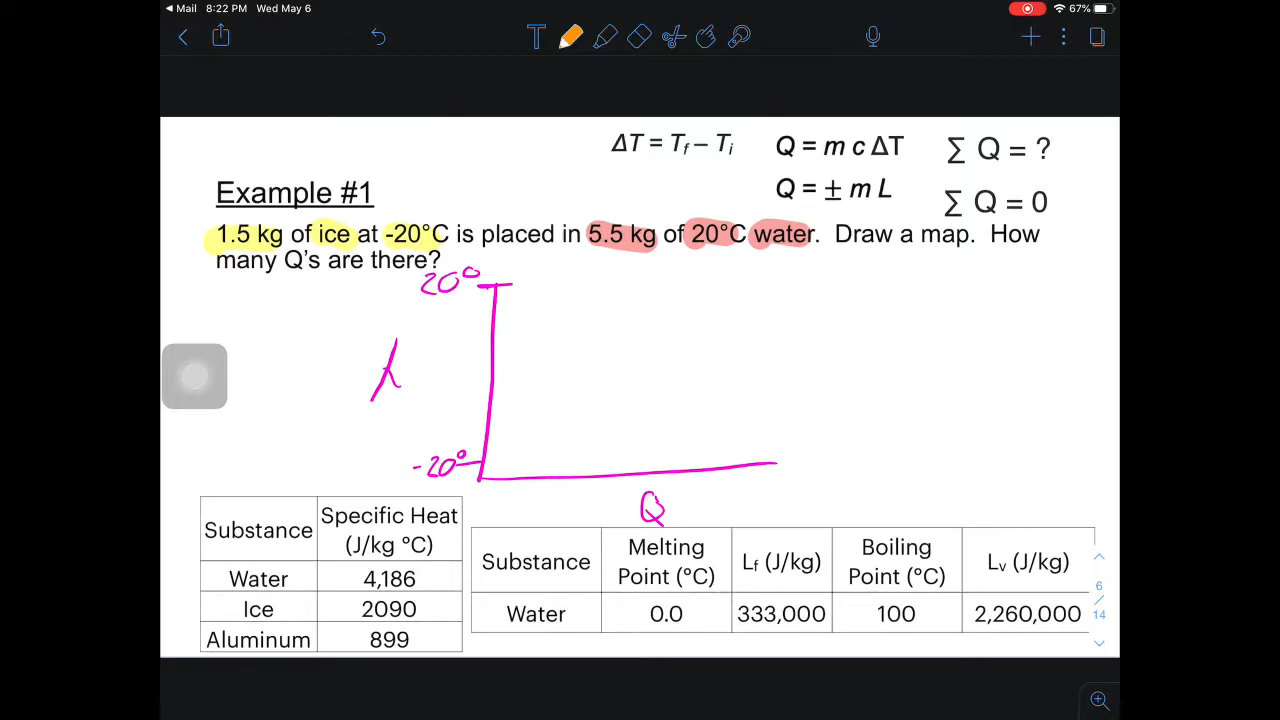 Mail 8:22 PM Wed May 6 67%
T
ΔT = Tf – Ti Q = m c ΔT ∑ Q = ?
Q = ± m L ∑ Q = 0
Example #1
1.5 kg of ice at -20°C is placed in 5.5 kg of 20°C water. Draw a map. How
many Q's are there?
20°
-20°
Q
Substance Specific Heat (J/kg °C)
Water 4,186
Ice 2090
Aluminum 899
Substance Melting Point (°C) Lf (J/kg) Boiling Point (°C) Lv (J/kg)
Water 0.0 333,000 100 2,260,000
6
/
14